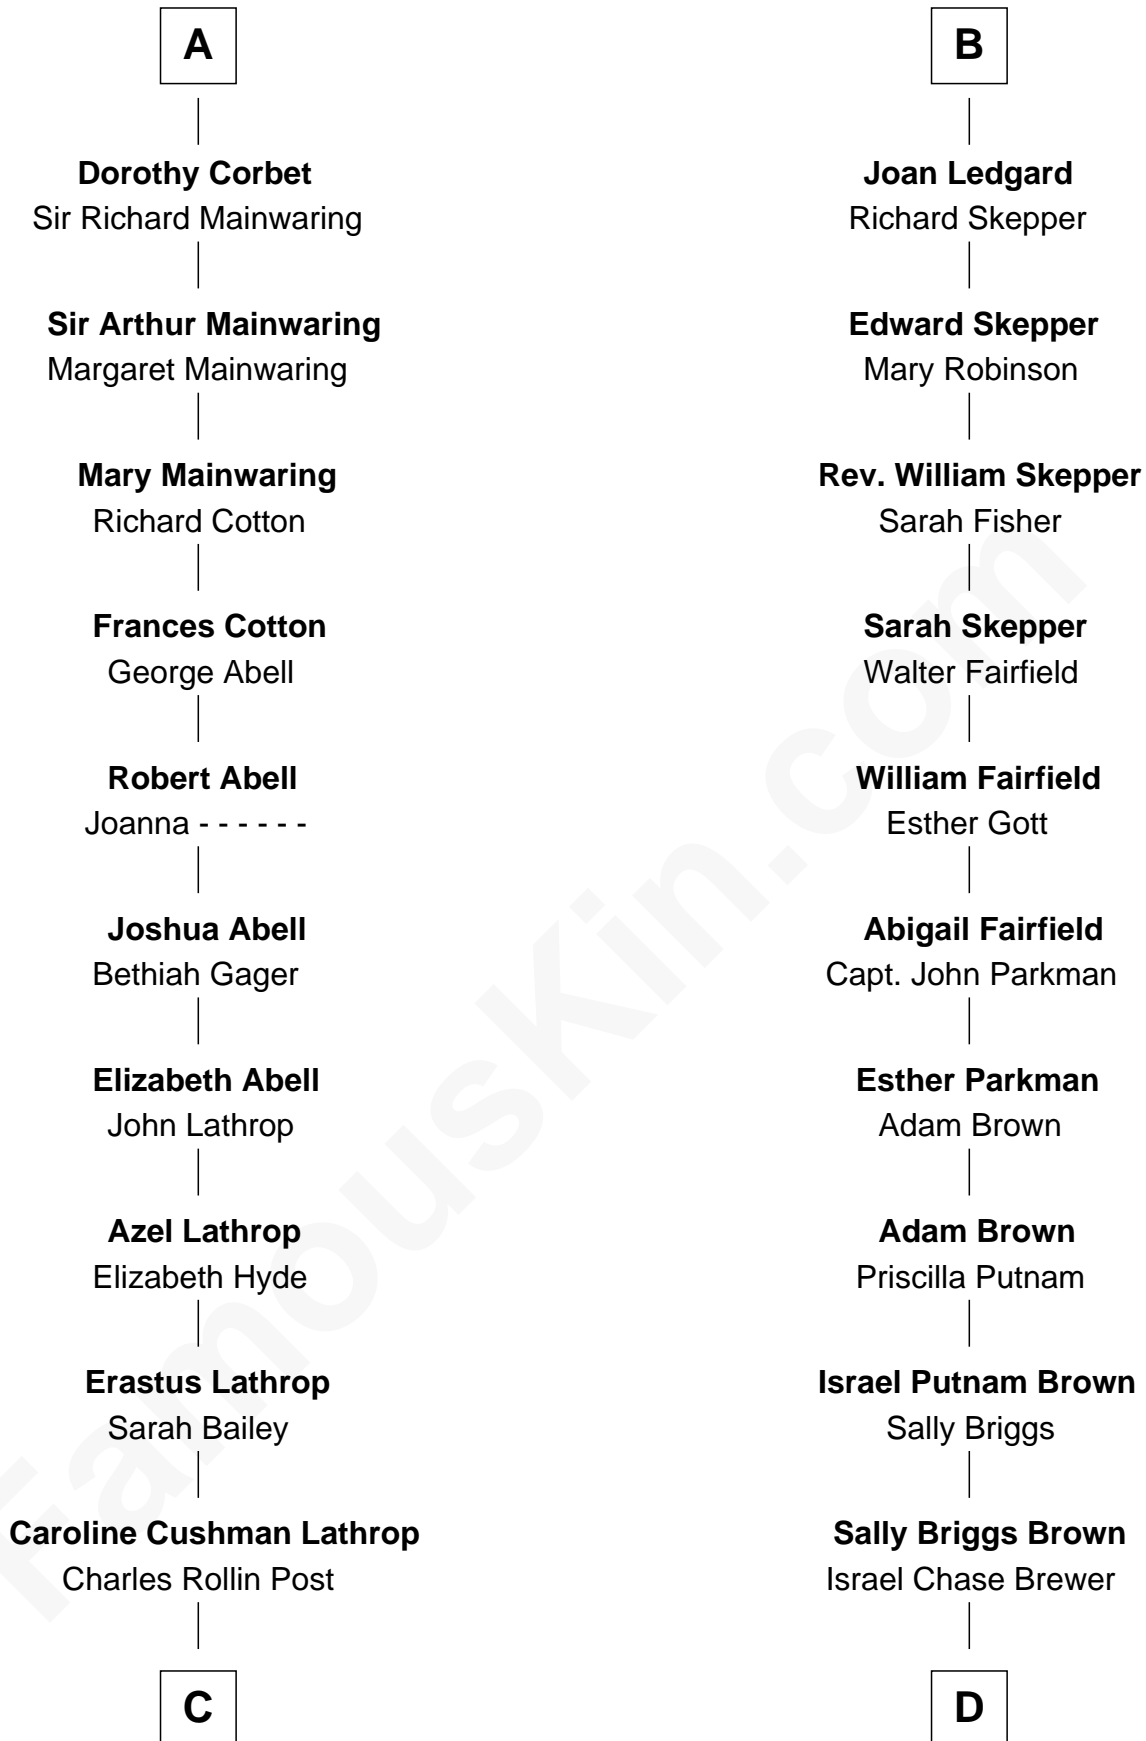 A
Dorothy Corbet
Sir Richard Mainwaring
Sir Arthur Mainwaring
Margaret Mainwaring
Mary Mainwaring
Richard Cotton
Frances Cotton
George Abell
Robert Abell
Joanna - - - - - -
Joshua Abell
Bethiah Gager
Elizabeth Abell
John Lathrop
Azel Lathrop
Elizabeth Hyde
Erastus Lathrop
Sarah Bailey
Caroline Cushman Lathrop
Charles Rollin Post
C
B
Joan Ledgard
Richard Skepper
Edward Skepper
Mary Robinson
Rev. William Skepper
Sarah Fisher
Sarah Skepper
Walter Fairfield
William Fairfield
Esther Gott
Abigail Fairfield
Capt. John Parkman
Esther Parkman
Adam Brown
Adam Brown
Priscilla Putnam
Israel Putnam Brown
Sally Briggs
Sally Briggs Brown
Israel Chase Brewer
D
FamousKin.com